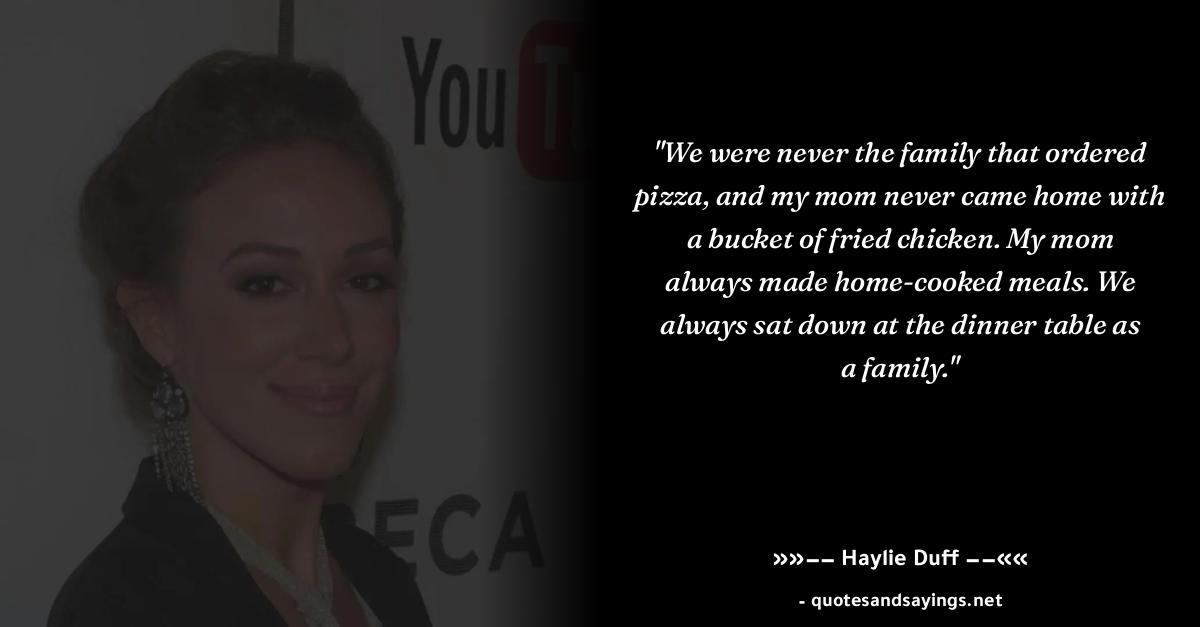 YouTu
ECA
"We were never the family that ordered
pizza, and my mom never came home with
a bucket of fried chicken. My mom
always made home-cooked meals. We
always sat down at the dinner table as
a family."
»»−− Haylie Duff −−««
- quotesandsayings.net